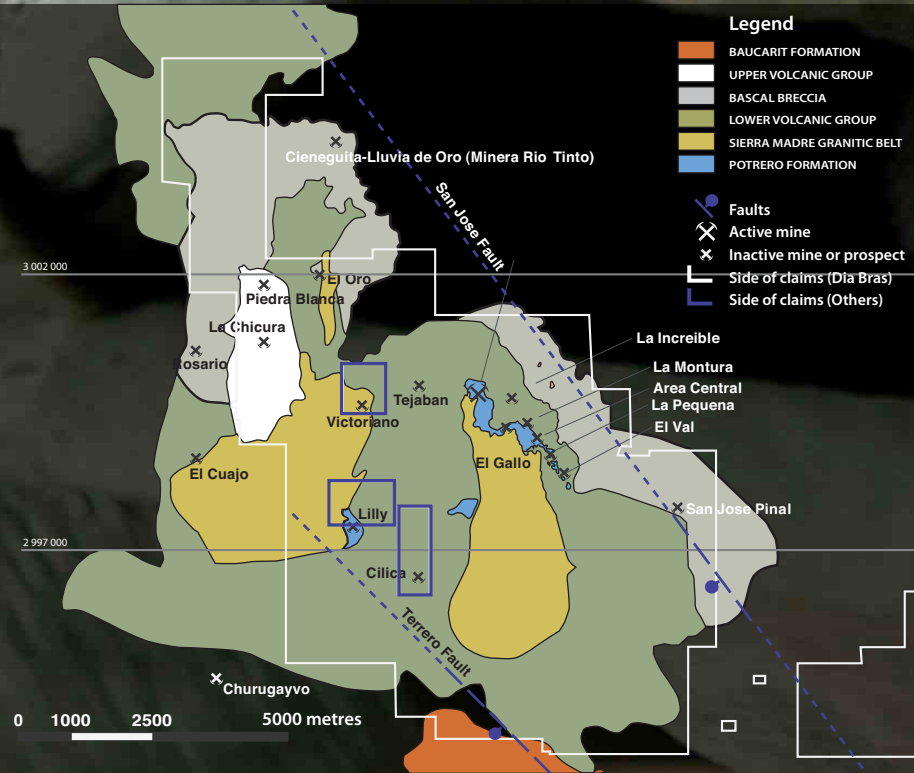 Legend
BAUCARIT FORMATION
UPPER VOLCANIC GROUP
BASCAL BRECCIA
LOWER VOLCANIC GROUP
SIERRA MADRE GRANITIC BELT
POTRERO FORMATION
Faults
Active mine
Inactive mine or prospect
Side of claims (Dia Bras)
Side of claims (Others)
Cieneguita-Lluvia de Oro (Minera Rio Tinto)
San Jose Fault
3 002 000
El Oro
Piedra Blanca
La Chicura
Rosario
La Increible
La Montura
Area Central
La Pequena
El Val
Tejaban
Victoriano
El Cuajo
El Gallo
Lilly
San Jose Pinal
2 997 000
Cilica
Terrero Fault
Churugayvo
0 1000 2500 5000 metres